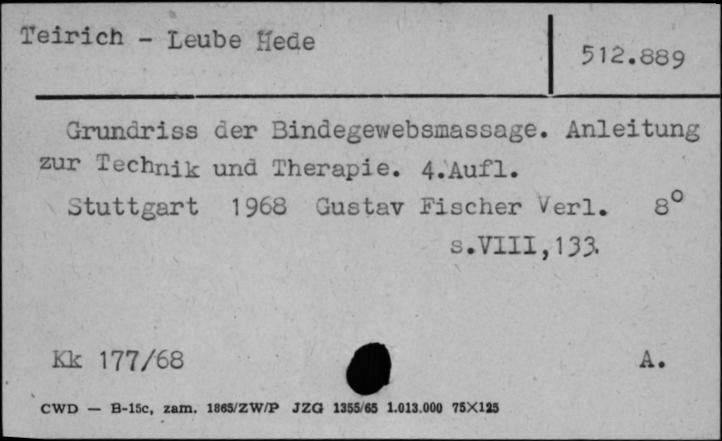 Teirich - Leube Hede
512.889
Grundriss der Bindegewebsmassage. Anleitung
zur Technik und Therapie. 4.Aufl.
Stuttgart 1968 Gustav Fischer Verl. 8°
s.VIII,133.
Kk 177/68 A.
CWD — B-15c, zam. 1865/ZW/P JZG 1355/65 1.013.000 75X125